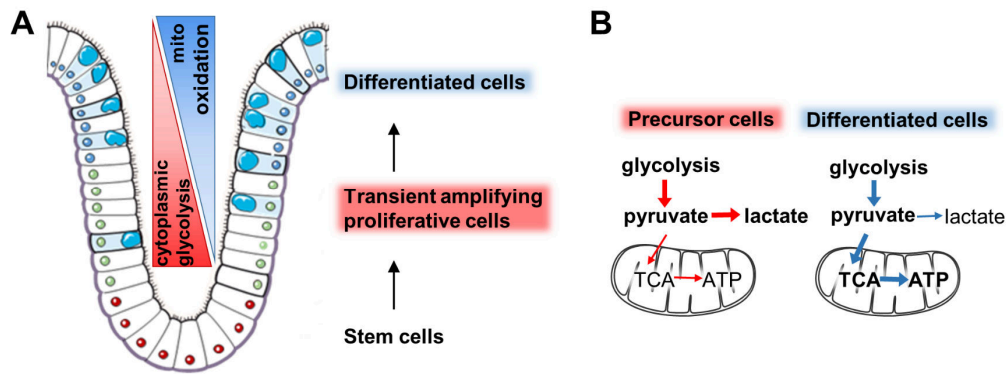 A
mito
oxidation
cytoplasmic
glycolysis
Differentiated cells
Transient amplifying
proliferative cells
Stem cells
B
Precursor cells
glycolysis
pyruvate
lactate
TCA
ATP
Differentiated cells
glycolysis
pyruvate
lactate
TCA
ATP